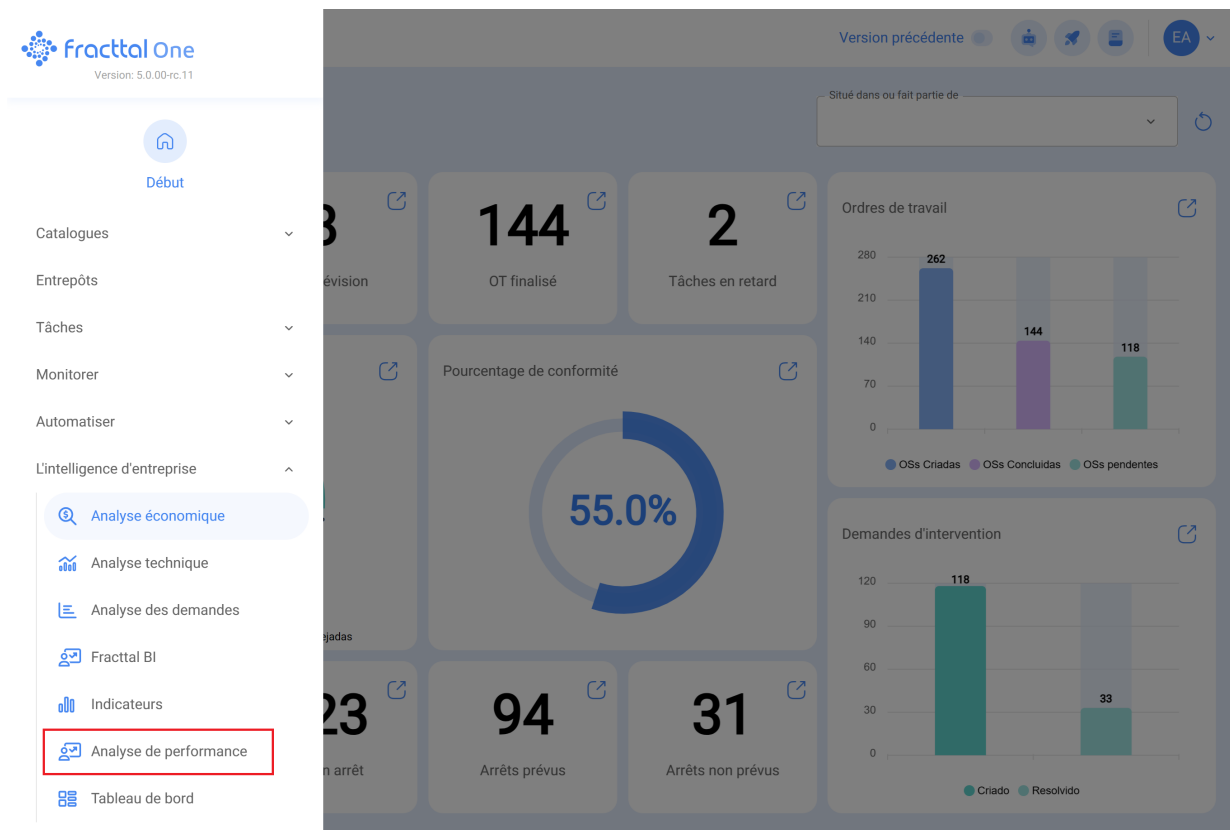 fracttal One
Version: 5.0.00-rc.11
Début
Catalogues
Entrepôts
Tâches
Monitorer
Automatiser
L'intelligence d'entreprise
Analyse économique
Analyse technique
Analyse des demandes
Fracttal BI
Indicateurs
Analyse de performance
Tableau de bord
Version précédente
EA
Situé dans ou fait partie de
évision
144
OT finalisé
2
Tâches en retard
Ordres de travail
280
210
140
70
0
262
144
118
OSs Criadas OSs Concluidas OSs pendentes
ejadas
Pourcentage de conformité
55.0%
Demandes d'intervention
120
90
60
30
0
118
33
Criado Resolvido
23
n arrêt
94
Arrêts prévus
31
Arrêts non prévus